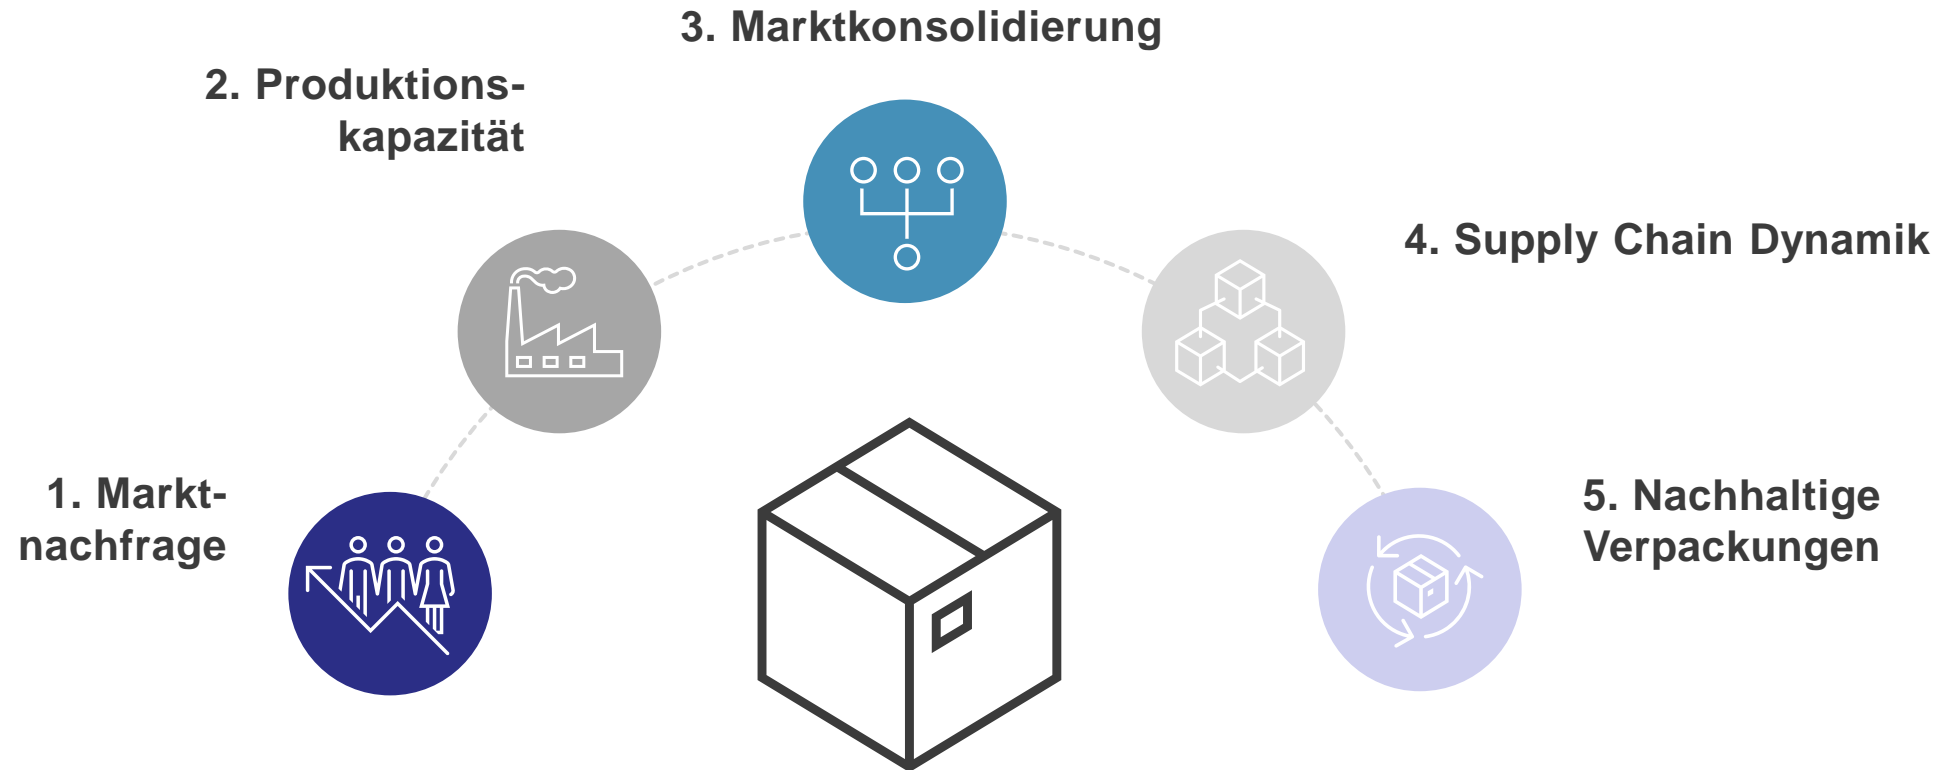 1. Markt-
nachfrage
2. Produktions-
kapazität
3. Marktkonsolidierung
4. Supply Chain Dynamik
5. Nachhaltige
Verpackungen